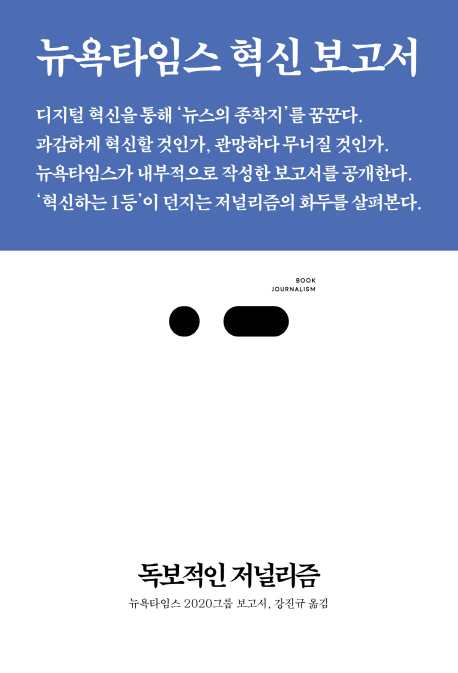 뉴욕타임스 혁신 보고서
디지털 혁신을 통해 ‘뉴스의 종착지’를 꿈꾼다.
과감하게 혁신할 것인가, 관망하다 무너질 것인가.
뉴욕타임스가 내부적으로 작성한 보고서를 공개한다.
‘혁신하는 1등’이 던지는 저널리즘의 화두를 살펴본다.
BOOK
JOURNALISM
독보적인 저널리즘
뉴욕타임스 2020그룹 보고서, 강진규 옮김